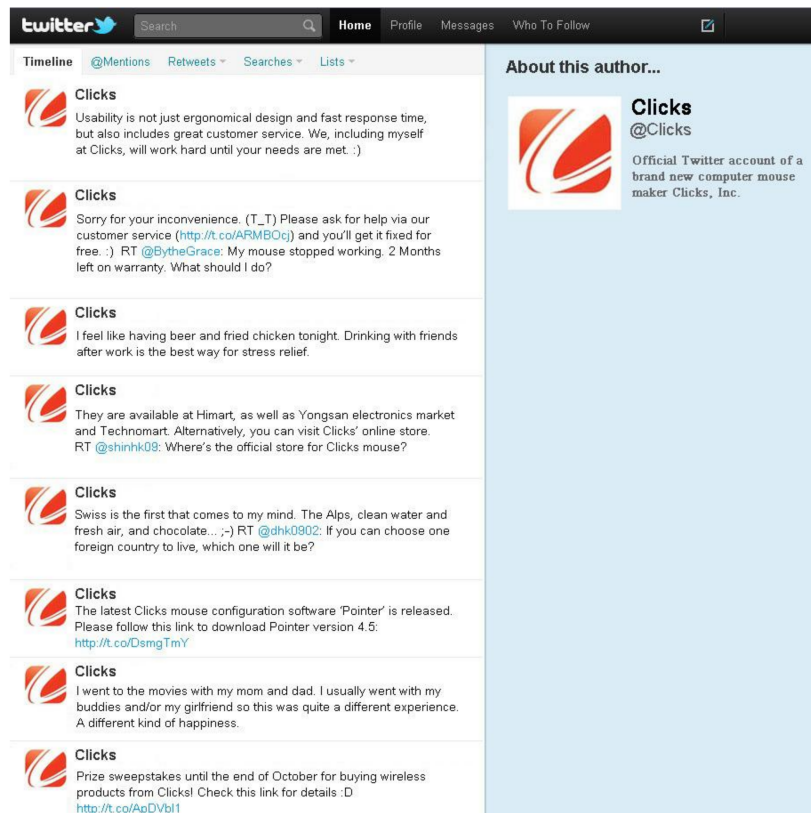 twitter Search Home Profile Messages Who To Follow
Timeline @Mentions Retweets Searches Lists
Clicks
Usability is not just ergonomical design and fast response time,
but also includes great customer service. We, including myself
at Clicks, will work hard until your needs are met. :)
Clicks
Sorry for your inconvenience. (T_T) Please ask for help via our
customer service (http://t.co/ARMBOcj) and you'll get it fixed for
free. :) RT @BytheGrace: My mouse stopped working. 2 Months
left on warranty. What should I do?
Clicks
I feel like having beer and fried chicken tonight. Drinking with friends
after work is the best way for stress relief.
Clicks
They are available at Himart, as well as Yongsan electronics market
and Technomart. Alternatively, you can visit Clicks' online store.
RT @shinhk09: Where's the official store for Clicks mouse?
Clicks
Swiss is the first that comes to my mind. The Alps, clean water and
fresh air, and chocolate... ;-) RT @dhk0902: If you can choose one
foreign country to live, which one will it be?
Clicks
The latest Clicks mouse configuration software 'Pointer' is released.
Please follow this link to download Pointer version 4.5:
http://t.co/DsmgTmY
Clicks
I went to the movies with my mom and dad. I usually went with my
buddies and/or my girlfriend so this was quite a different experience.
A different kind of happiness.
Clicks
Prize sweepstakes until the end of October for buying wireless
products from Clicks! Check this link for details :D
http://t.co/ApDVbl1
About this author...
Clicks
@Clicks
Official Twitter account of a
brand new computer mouse
maker Clicks, Inc.